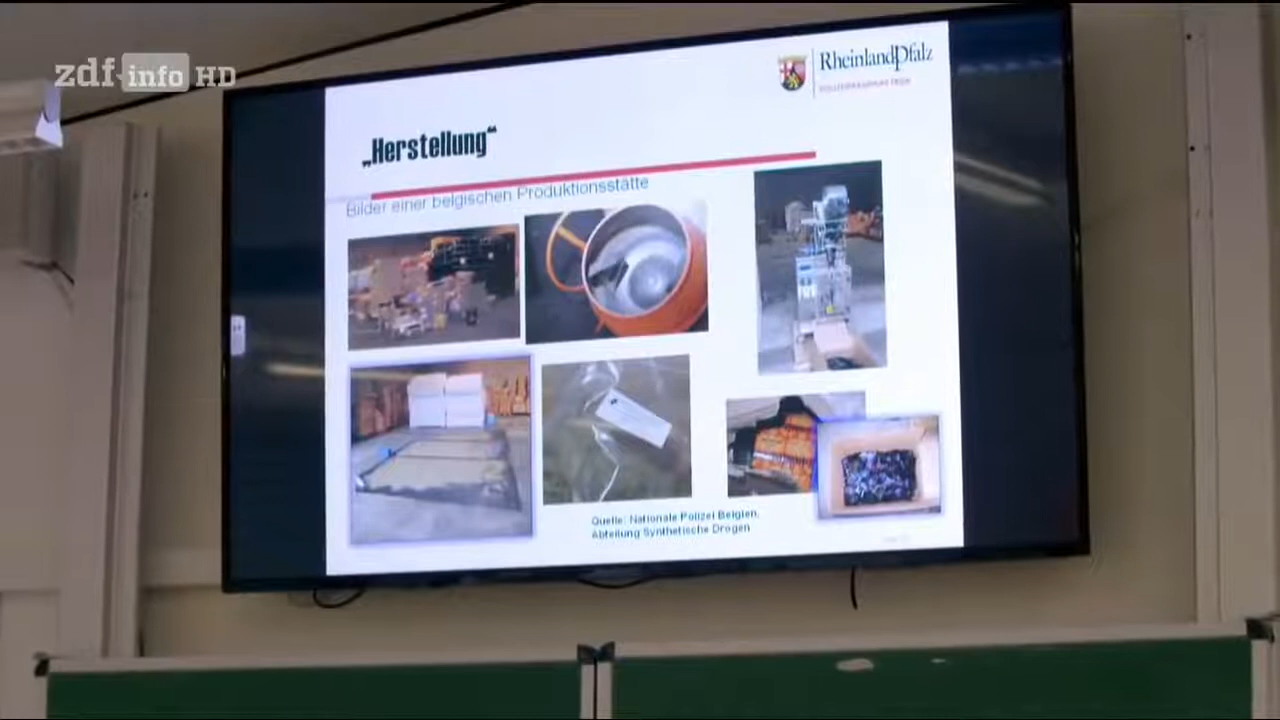 zdf-info HD
RheinlandPfalz
„Herstellung“
Bilder einer belgischen Produktionsstätte
Quelle: Nationale Polizei Belgien,
Abteilung Synthetische Drogen